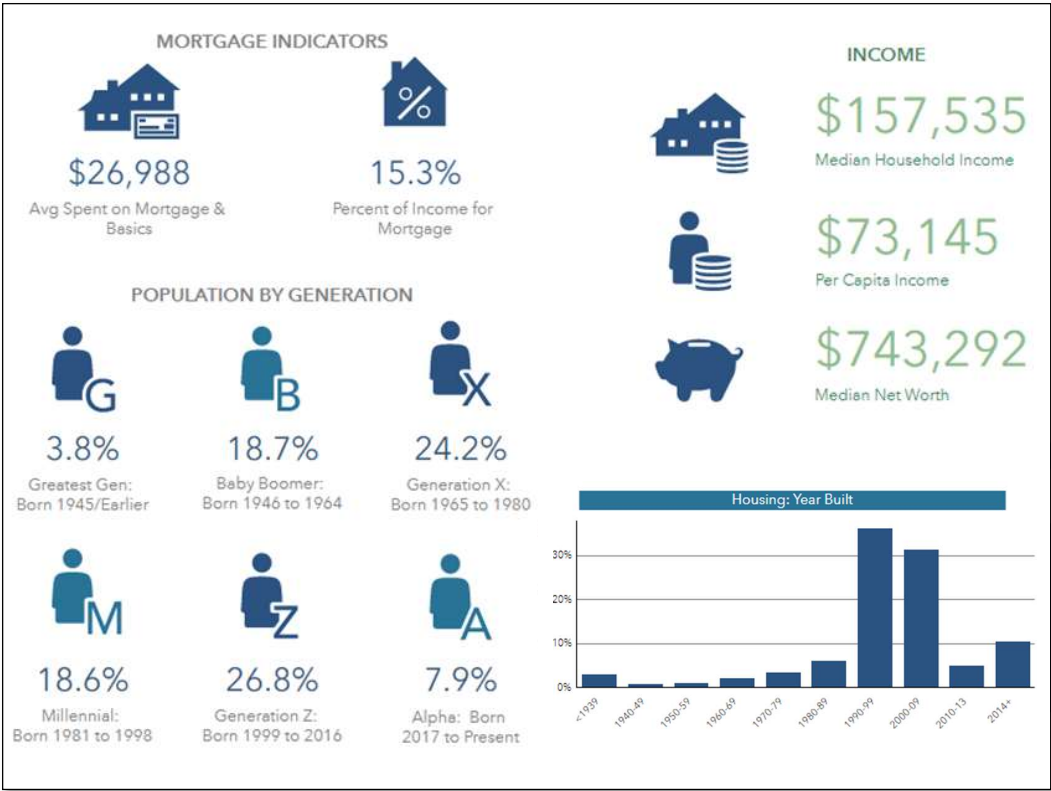 MORTGAGE INDICATORS
$26,988
Avg Spent on Mortgage &
Basics
15.3%
Percent of Income for
Mortgage
INCOME
$157,535
Median Household Income
$73,145
Per Capita Income
$743,292
Median Net Worth
POPULATION BY GENERATION
G
3.8%
Greatest Gen:
Born 1945/Earlier
B
18.7%
Baby Boomer:
Born 1946 to 1964
X
24.2%
Generation X:
Born 1965 to 1980
M
18.6%
Millennial:
Born 1981 to 1998
Z
26.8%
Generation Z:
Born 1999 to 2016
A
7.9%
Alpha: Born
2017 to Present
Housing: Year Built
30%
20%
10%
0%
<1939
1940-49
1950-59
1960-69
1970-79
1980-89
1990-99
2000-09
2010-13
2014+